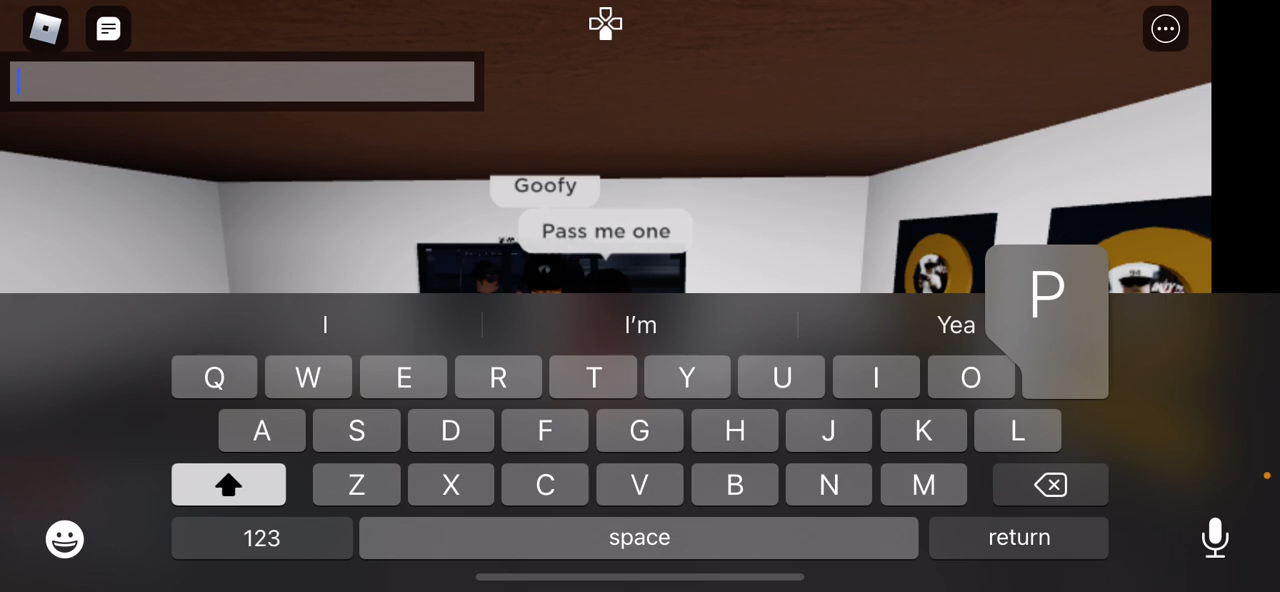 Goofy
Pass me one
I I'm Yea
P
Q W E R T Y U I O
A S D F G H J K L
Z X C V B N M
123 space return